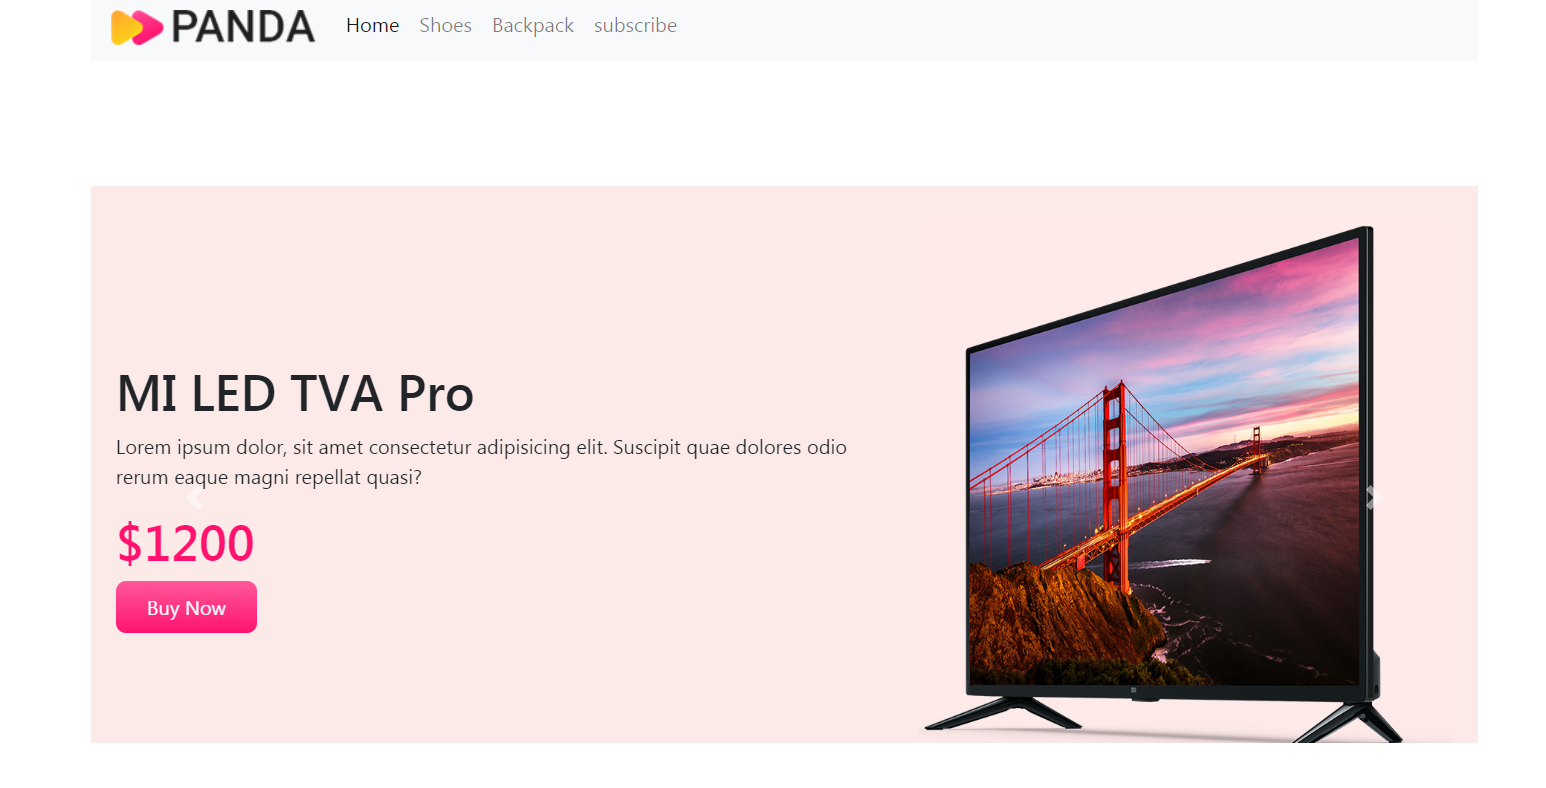 PANDA Home Shoes Backpack subscribe
MI LED TVA Pro
Lorem ipsum dolor, sit amet consectetur adipisicing elit. Suscipit quae dolores odio
rerum eaque magni repellat quasi?
$1200
Buy Now